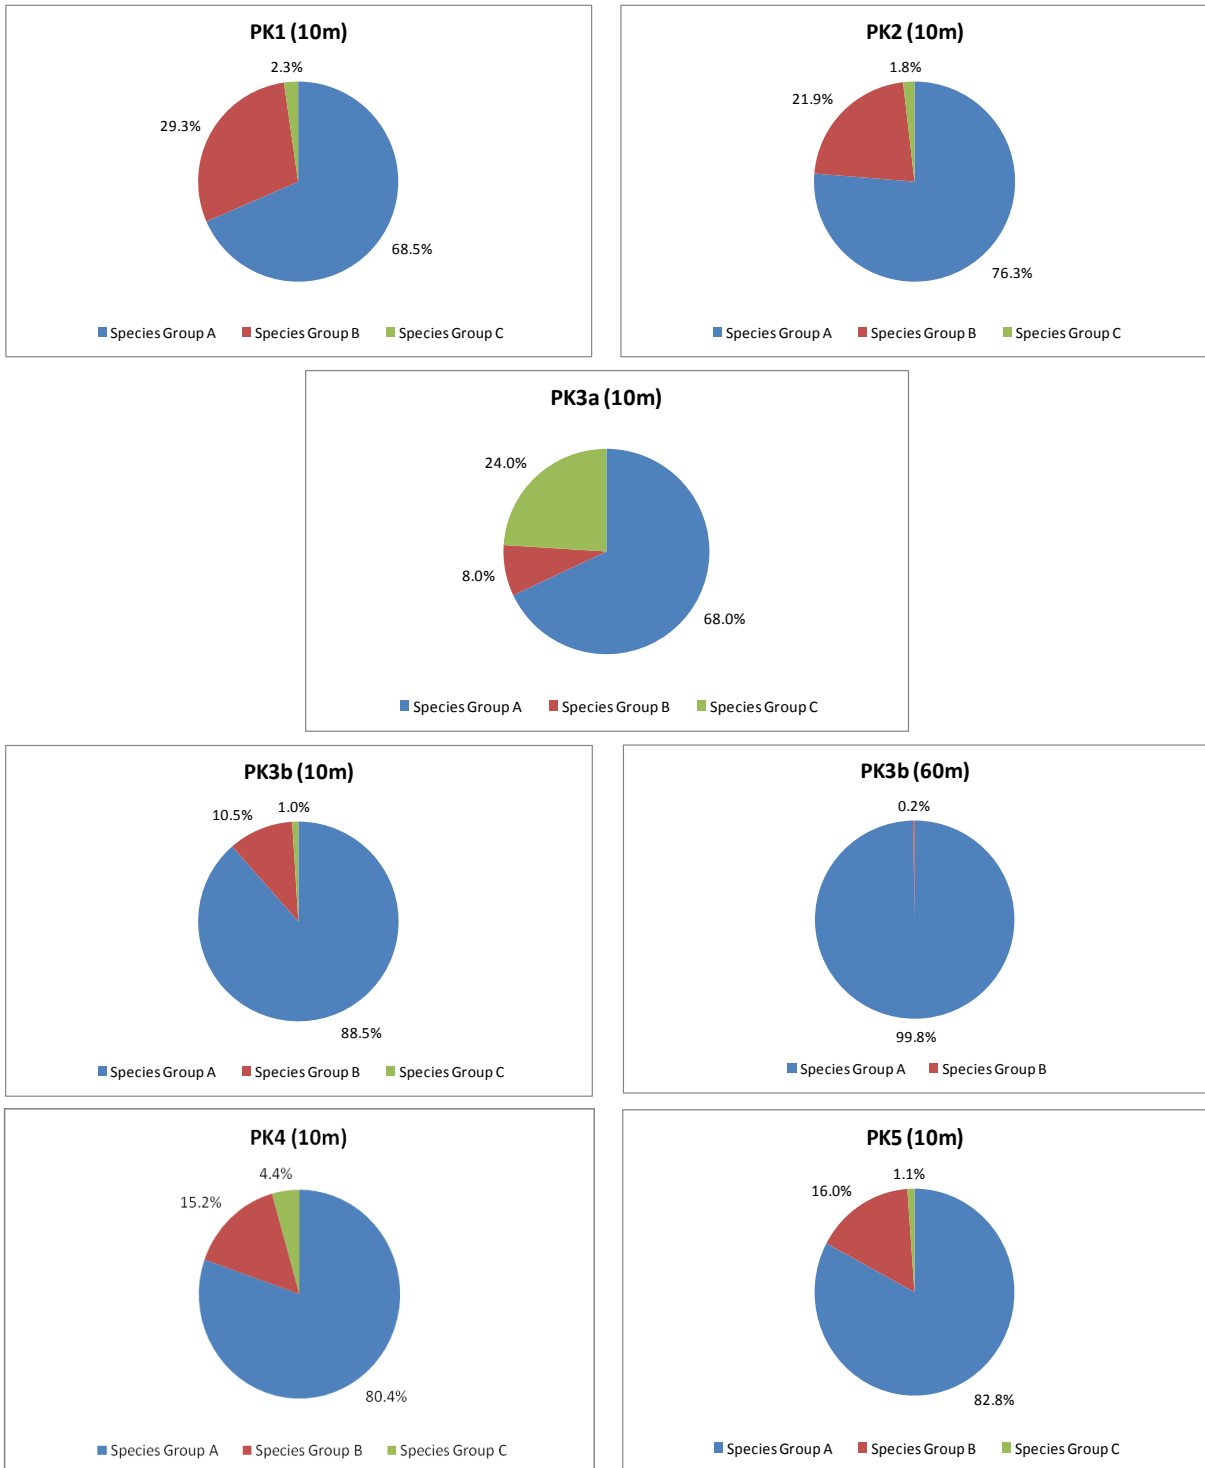 PK1 (10m)
2.3%
29.3%
68.5%
Species Group A Species Group B Species Group C
PK2 (10m)
1.8%
21.9%
76.3%
Species Group A Species Group B Species Group C
PK3a (10m)
24.0%
8.0%
68.0%
Species Group A Species Group B Species Group C
PK3b (10m)
1.0%
10.5%
88.5%
Species Group A Species Group B Species Group C
PK3b (60m)
0.2%
99.8%
Species Group A Species Group B
PK4 (10m)
4.4%
15.2%
80.4%
Species Group A Species Group B Species Group C
PK5 (10m)
1.1%
16.0%
82.8%
Species Group A Species Group B Species Group C